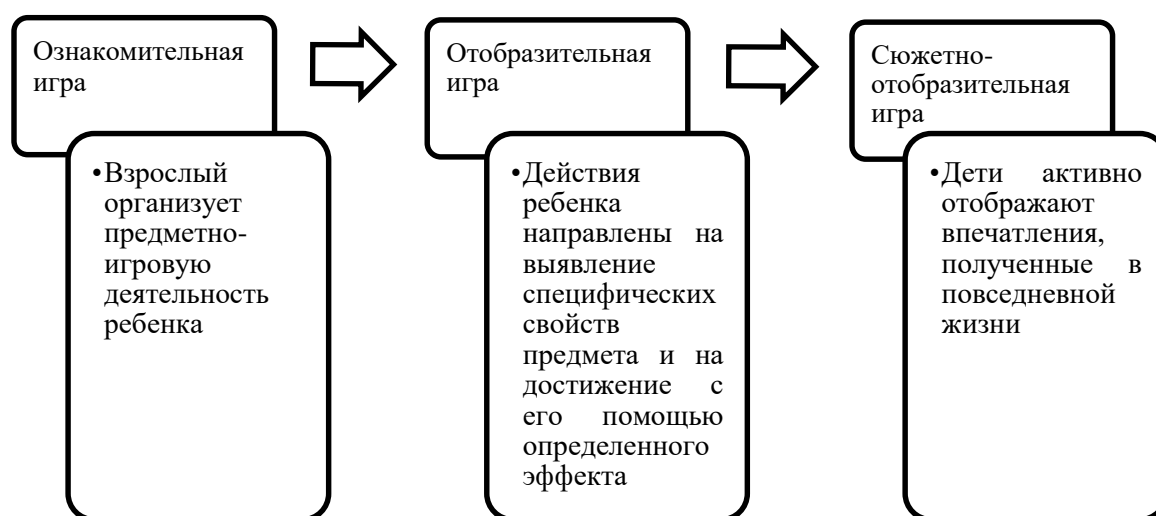 Ознакомительная
игра
•Взрослый
организует
предметно-
игровую
деятельность
ребенка
Отобразительная
игра
•Действия
ребенка
направлены на
выявление
специфических
свойств
предмета и на
достижение с
его помощью
определенного
эффекта
Сюжетно-
отобразительная
игра
•Дети активно
отображают
впечатления,
полученные в
повседневной
жизни